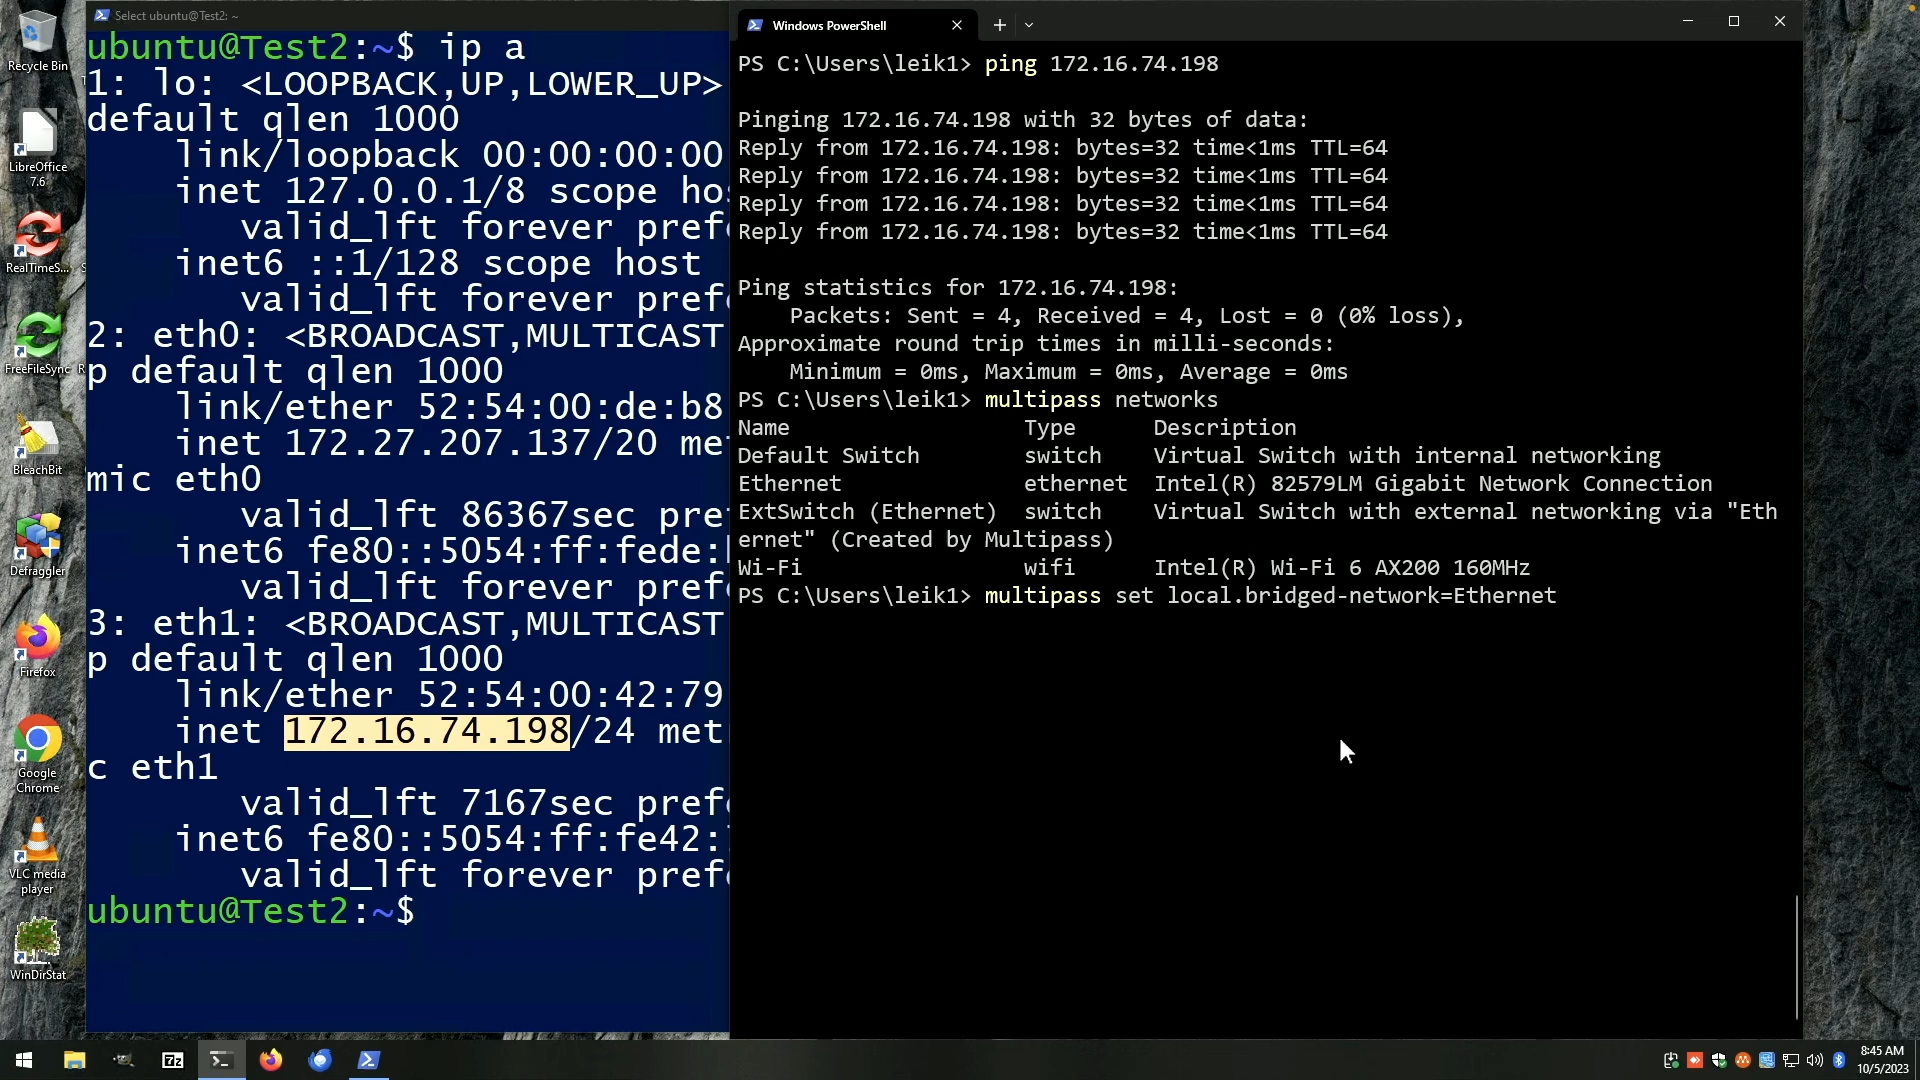 Recycle Bin
LibreOffice
7.6
RealTimeS...
FreeFileSync
BleachBit
Defraggler
Firefox
Google
Chrome
VLC media
player
WinDirStat
Select ubuntu@Test2: ~
ubuntu@Test2:~$ ip a
1: lo: <LOOPBACK,UP,LOWER_UP>
default qlen 1000
link/loopback 00:00:00:00
inet 127.0.0.1/8 scope ho
valid_lft forever pref
inet6 ::1/128 scope host
valid_lft forever pref
2: eth0: <BROADCAST,MULTICAST
p default qlen 1000
link/ether 52:54:00:de:b8
inet 172.27.207.137/20 me
mic eth0
valid_lft 86367sec pre
inet6 fe80::5054:ff:fede:
valid_lft forever pref
3: eth1: <BROADCAST,MULTICAST
p default qlen 1000
link/ether 52:54:00:42:79
inet 172.16.74.198/24 met
c eth1
valid_lft 7167sec pref
inet6 fe80::5054:ff:fe42:
valid_lft forever pref
ubuntu@Test2:~$
Windows PowerShell
PS C:\Users\leik1> ping 172.16.74.198
Pinging 172.16.74.198 with 32 bytes of data:
Reply from 172.16.74.198: bytes=32 time<1ms TTL=64
Reply from 172.16.74.198: bytes=32 time<1ms TTL=64
Reply from 172.16.74.198: bytes=32 time<1ms TTL=64
Reply from 172.16.74.198: bytes=32 time<1ms TTL=64
Ping statistics for 172.16.74.198:
Packets: Sent = 4, Received = 4, Lost = 0 (0% loss),
Approximate round trip times in milli-seconds:
Minimum = 0ms, Maximum = 0ms, Average = 0ms
PS C:\Users\leik1> multipass networks
Name Type Description
Default Switch switch Virtual Switch with internal networking
Ethernet ethernet Intel(R) 82579LM Gigabit Network Connection
ExtSwitch (Ethernet) switch Virtual Switch with external networking via "Eth
ernet" (Created by Multipass)
Wi-Fi wifi Intel(R) Wi-Fi 6 AX200 160MHz
PS C:\Users\leik1> multipass set local.bridged-network=Ethernet
7z
8:45 AM
10/5/2023